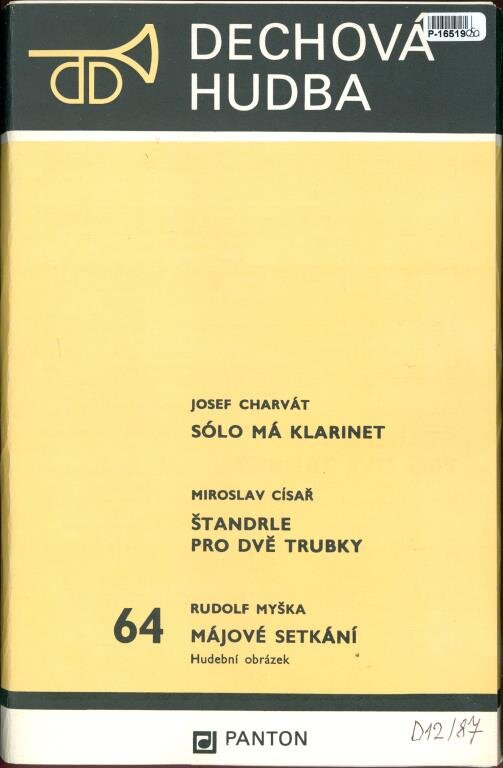 DECHOVÁ
HUDBA
P-16519
JOSEF CHARVÁT
SÓLO MÁ KLARINET
MIROSLAV CÍSAŘ
ŠTANDRLE
PRO DVĚ TRUBKY
64
RUDOLF MYŠKA
MÁJOVÉ SETKÁNÍ
Hudební obrázek
PANTON
D12/87